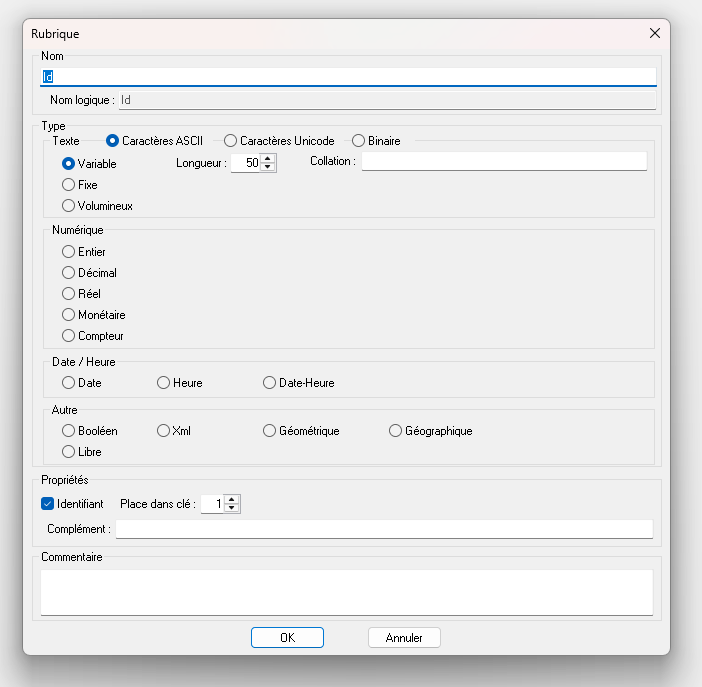 Rubrique
Nom
Id
Nom logique : Id
Type
Texte Caractères ASCII Caractères Unicode Binaire
Variable Longueur : 50 Collation :
Fixe
Volumineux
Numérique
Entier
Décimal
Réel
Monétaire
Compteur
Date / Heure
Date Heure Date-Heure
Autre
Booléen Xml Géométrique Géographique
Libre
Propriétés
Identifiant Place dans clé : 1
Complément :
Commentaire
OK Annuler